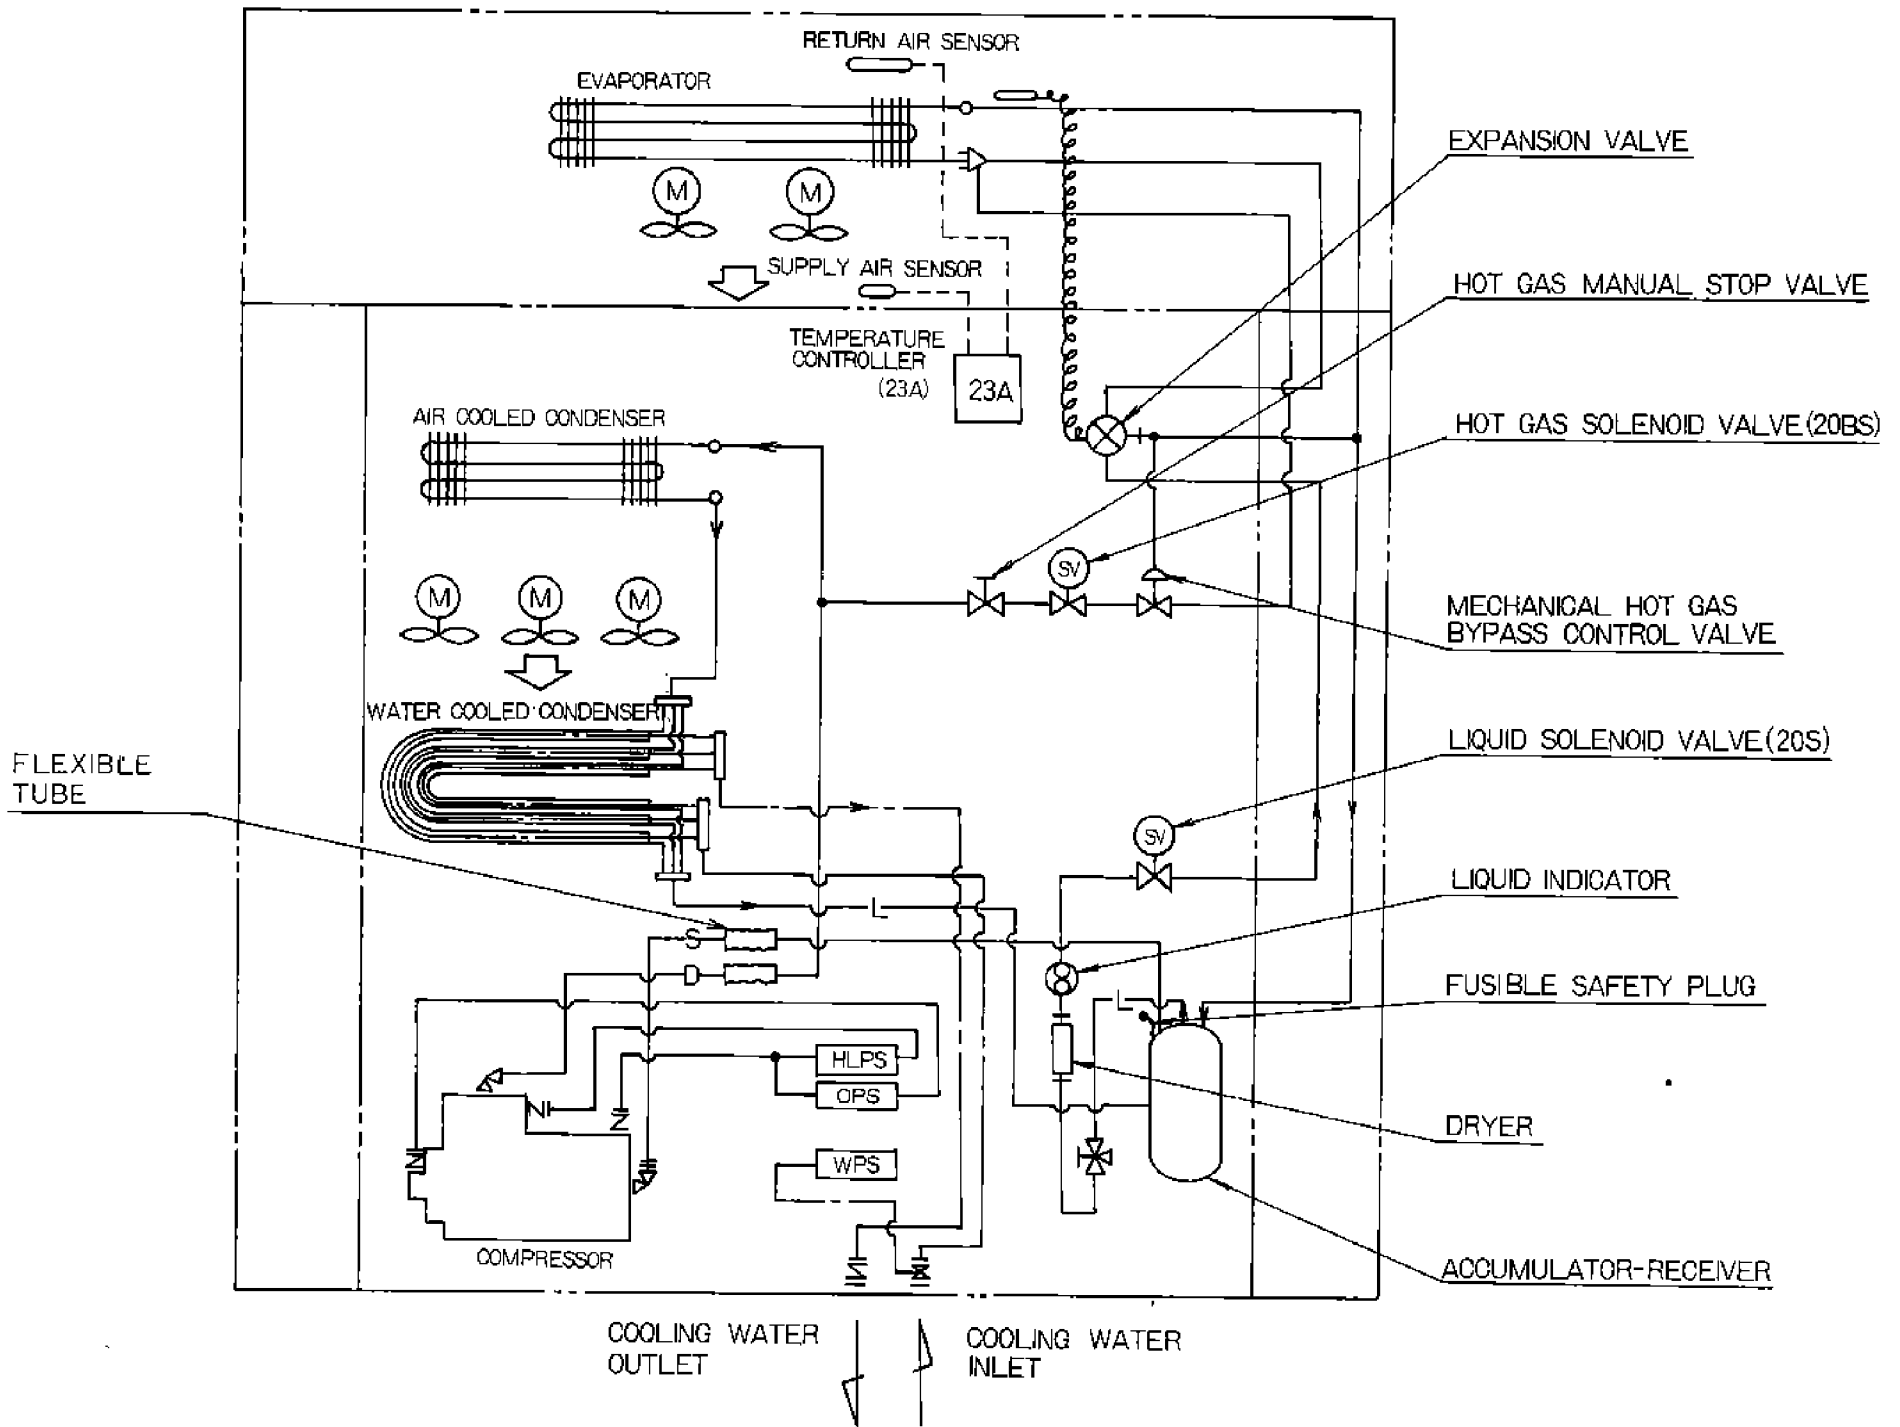 RETURN AIR SENSOR
EVAPORATOR
EXPANSION VALVE
M
M
SUPPLY AIR SENSOR
HOT GAS MANUAL STOP VALVE
TEMPERATURE
CONTROLLER
(23A)
23A
AIR COOLED CONDENSER
HOT GAS SOLENOID VALVE(20BS)
SV
M
M
M
MECHANICAL HOT GAS
BYPASS CONTROL VALVE
WATER COOLED CONDENSER
FLEXIBLE
TUBE
LIQUID SOLENOID VALVE(20S)
SV
LIQUID INDICATOR
L
S
D
FUSIBLE SAFETY PLUG
L
HLPS
OPS
DRYER
WPS
COMPRESSOR
ACCUMULATOR-RECEIVER
COOLING WATER
OUTLET
COOLING WATER
INLET